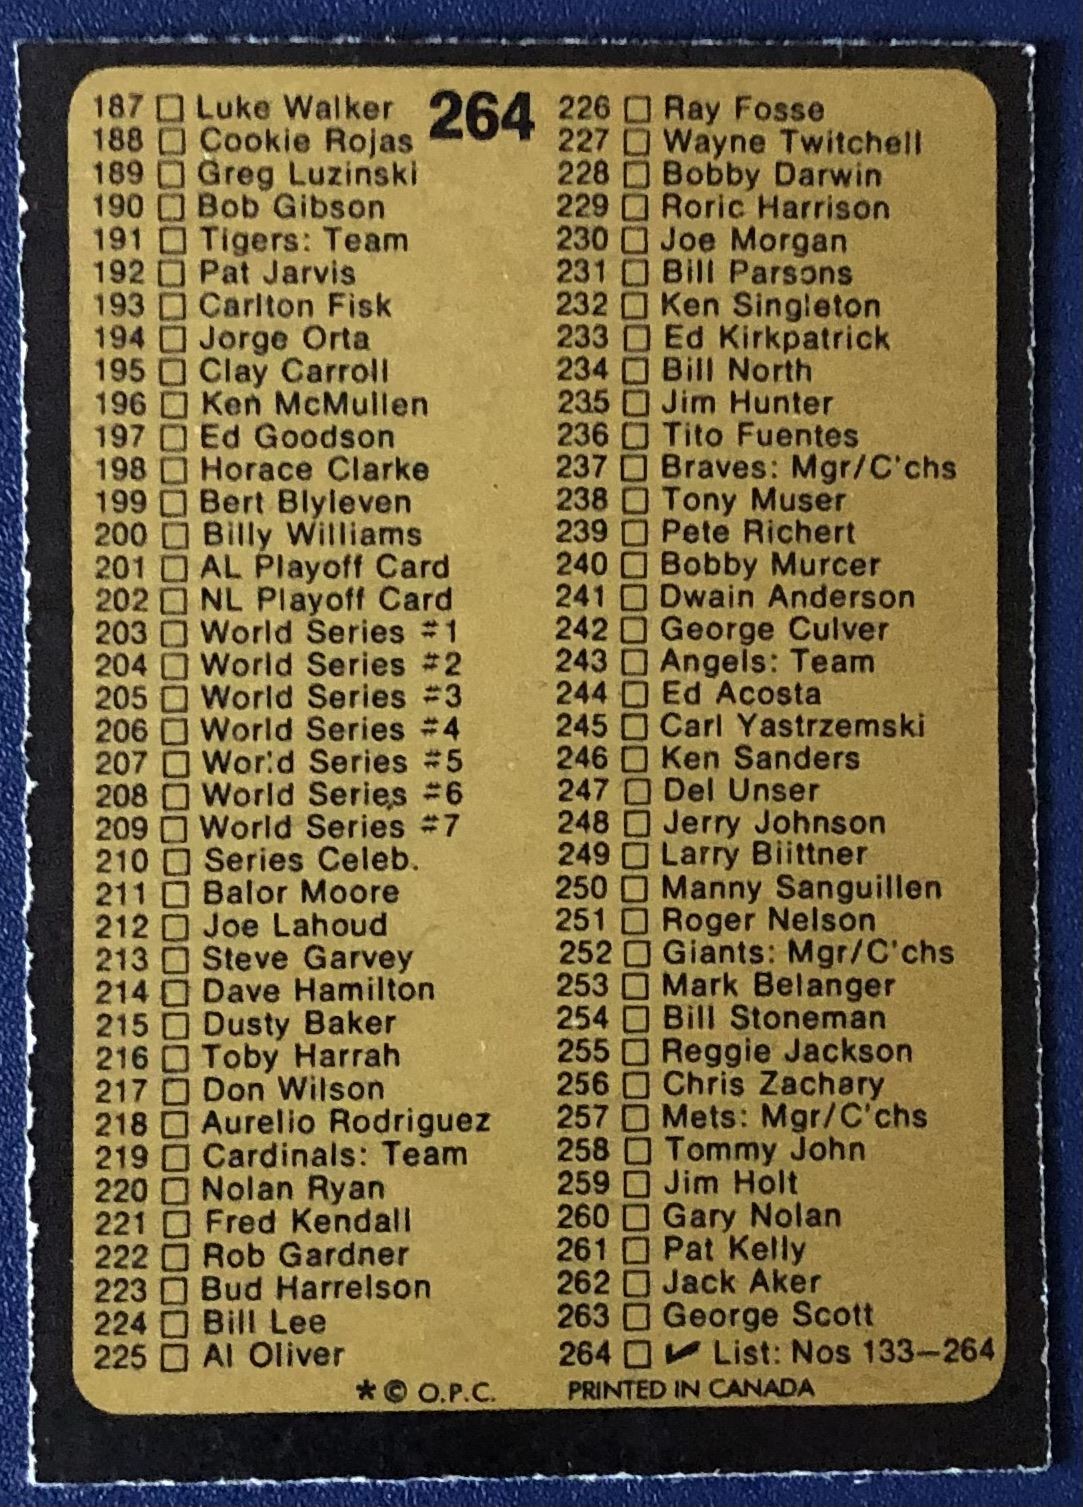 264
187 □ Luke Walker
188 □ Cookie Rojas
189 □ Greg Luzinski
190 □ Bob Gibson
191 □ Tigers: Team
192 □ Pat Jarvis
193 □ Carlton Fisk
194 □ Jorge Orta
195 □ Clay Carroll
196 □ Ken McMullen
197 □ Ed Goodson
198 □ Horace Clarke
199 □ Bert Blyleven
200 □ Billy Williams
201 □ AL Playoff Card
202 □ NL Playoff Card
203 □ World Series #1
204 □ World Series #2
205 □ World Series #3
206 □ World Series #4
207 □ World Series #5
208 □ World Series #6
209 □ World Series #7
210 □ Series Celeb.
211 □ Balor Moore
212 □ Joe Lahoud
213 □ Steve Garvey
214 □ Dave Hamilton
215 □ Dusty Baker
216 □ Toby Harrah
217 □ Don Wilson
218 □ Aurelio Rodriguez
219 □ Cardinals: Team
220 □ Nolan Ryan
221 □ Fred Kendall
222 □ Rob Gardner
223 □ Bud Harrelson
224 □ Bill Lee
225 □ Al Oliver
226 □ Ray Fosse
227 □ Wayne Twitchell
228 □ Bobby Darwin
229 □ Roric Harrison
230 □ Joe Morgan
231 □ Bill Parsons
232 □ Ken Singleton
233 □ Ed Kirkpatrick
234 □ Bill North
235 □ Jim Hunter
236 □ Tito Fuentes
237 □ Braves: Mgr/C'chs
238 □ Tony Muser
239 □ Pete Richert
240 □ Bobby Murcer
241 □ Dwain Anderson
242 □ George Culver
243 □ Angels: Team
244 □ Ed Acosta
245 □ Carl Yastrzemski
246 □ Ken Sanders
247 □ Del Unser
248 □ Jerry Johnson
249 □ Larry Biittner
250 □ Manny Sanguillen
251 □ Roger Nelson
252 □ Giants: Mgr/C'chs
253 □ Mark Belanger
254 □ Bill Stoneman
255 □ Reggie Jackson
256 □ Chris Zachary
257 □ Mets: Mgr/C'chs
258 □ Tommy John
259 □ Jim Holt
260 □ Gary Nolan
261 □ Pat Kelly
262 □ Jack Aker
263 □ George Scott
264 □ ✔ List: Nos 133–264
* © O.P.C. PRINTED IN CANADA